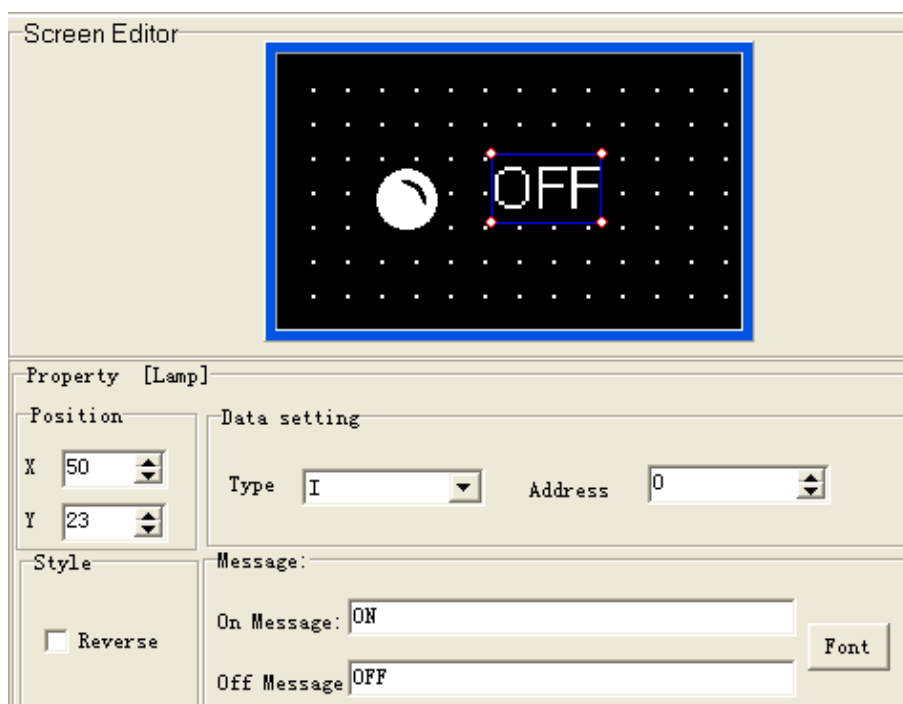 Screen Editor
OFF
Property [Lamp]
Position
Data setting
X 50
Type I Address 0
Y 23
Style
Message:
On Message: ON
Reverse
Font
Off Message OFF